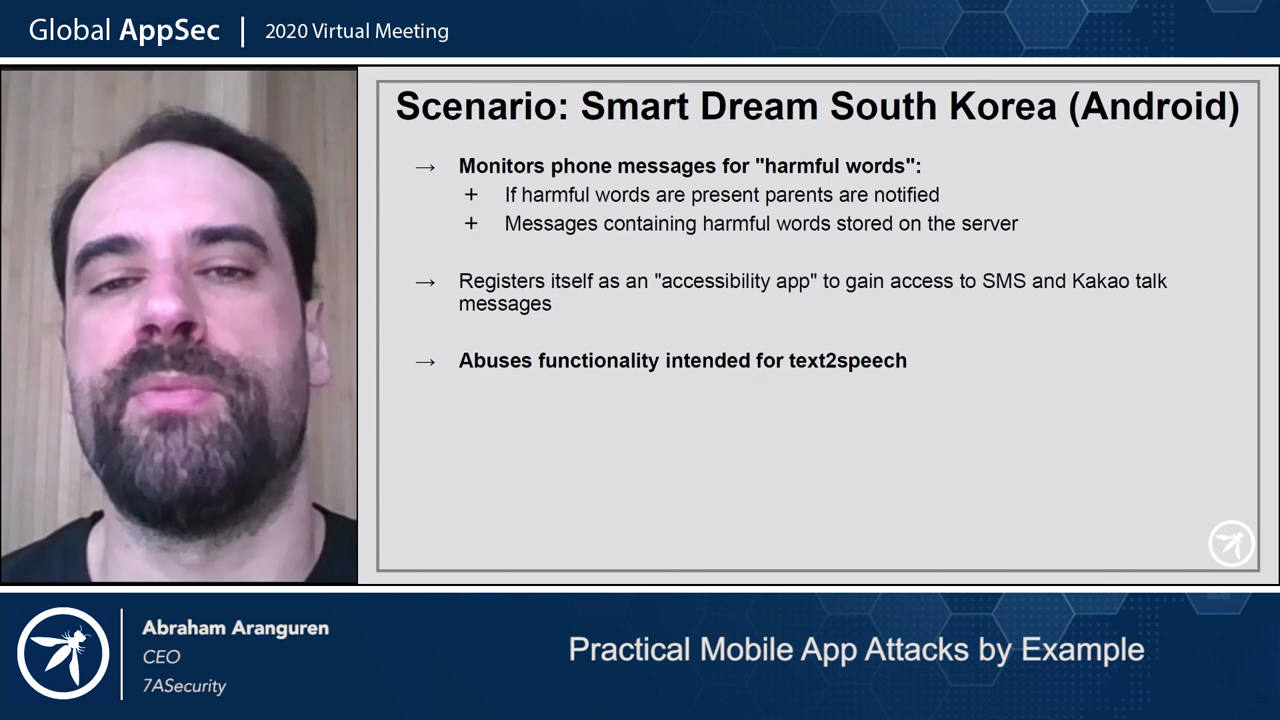 Global AppSec | 2020 Virtual Meeting
Scenario: Smart Dream South Korea (Android)
→ Monitors phone messages for "harmful words":
+ If harmful words are present parents are notified
+ Messages containing harmful words stored on the server
→ Registers itself as an "accessibility app" to gain access to SMS and Kakao talk
messages
→ Abuses functionality intended for text2speech
Abraham Aranguren
CEO
7ASecurity
Practical Mobile App Attacks by Example